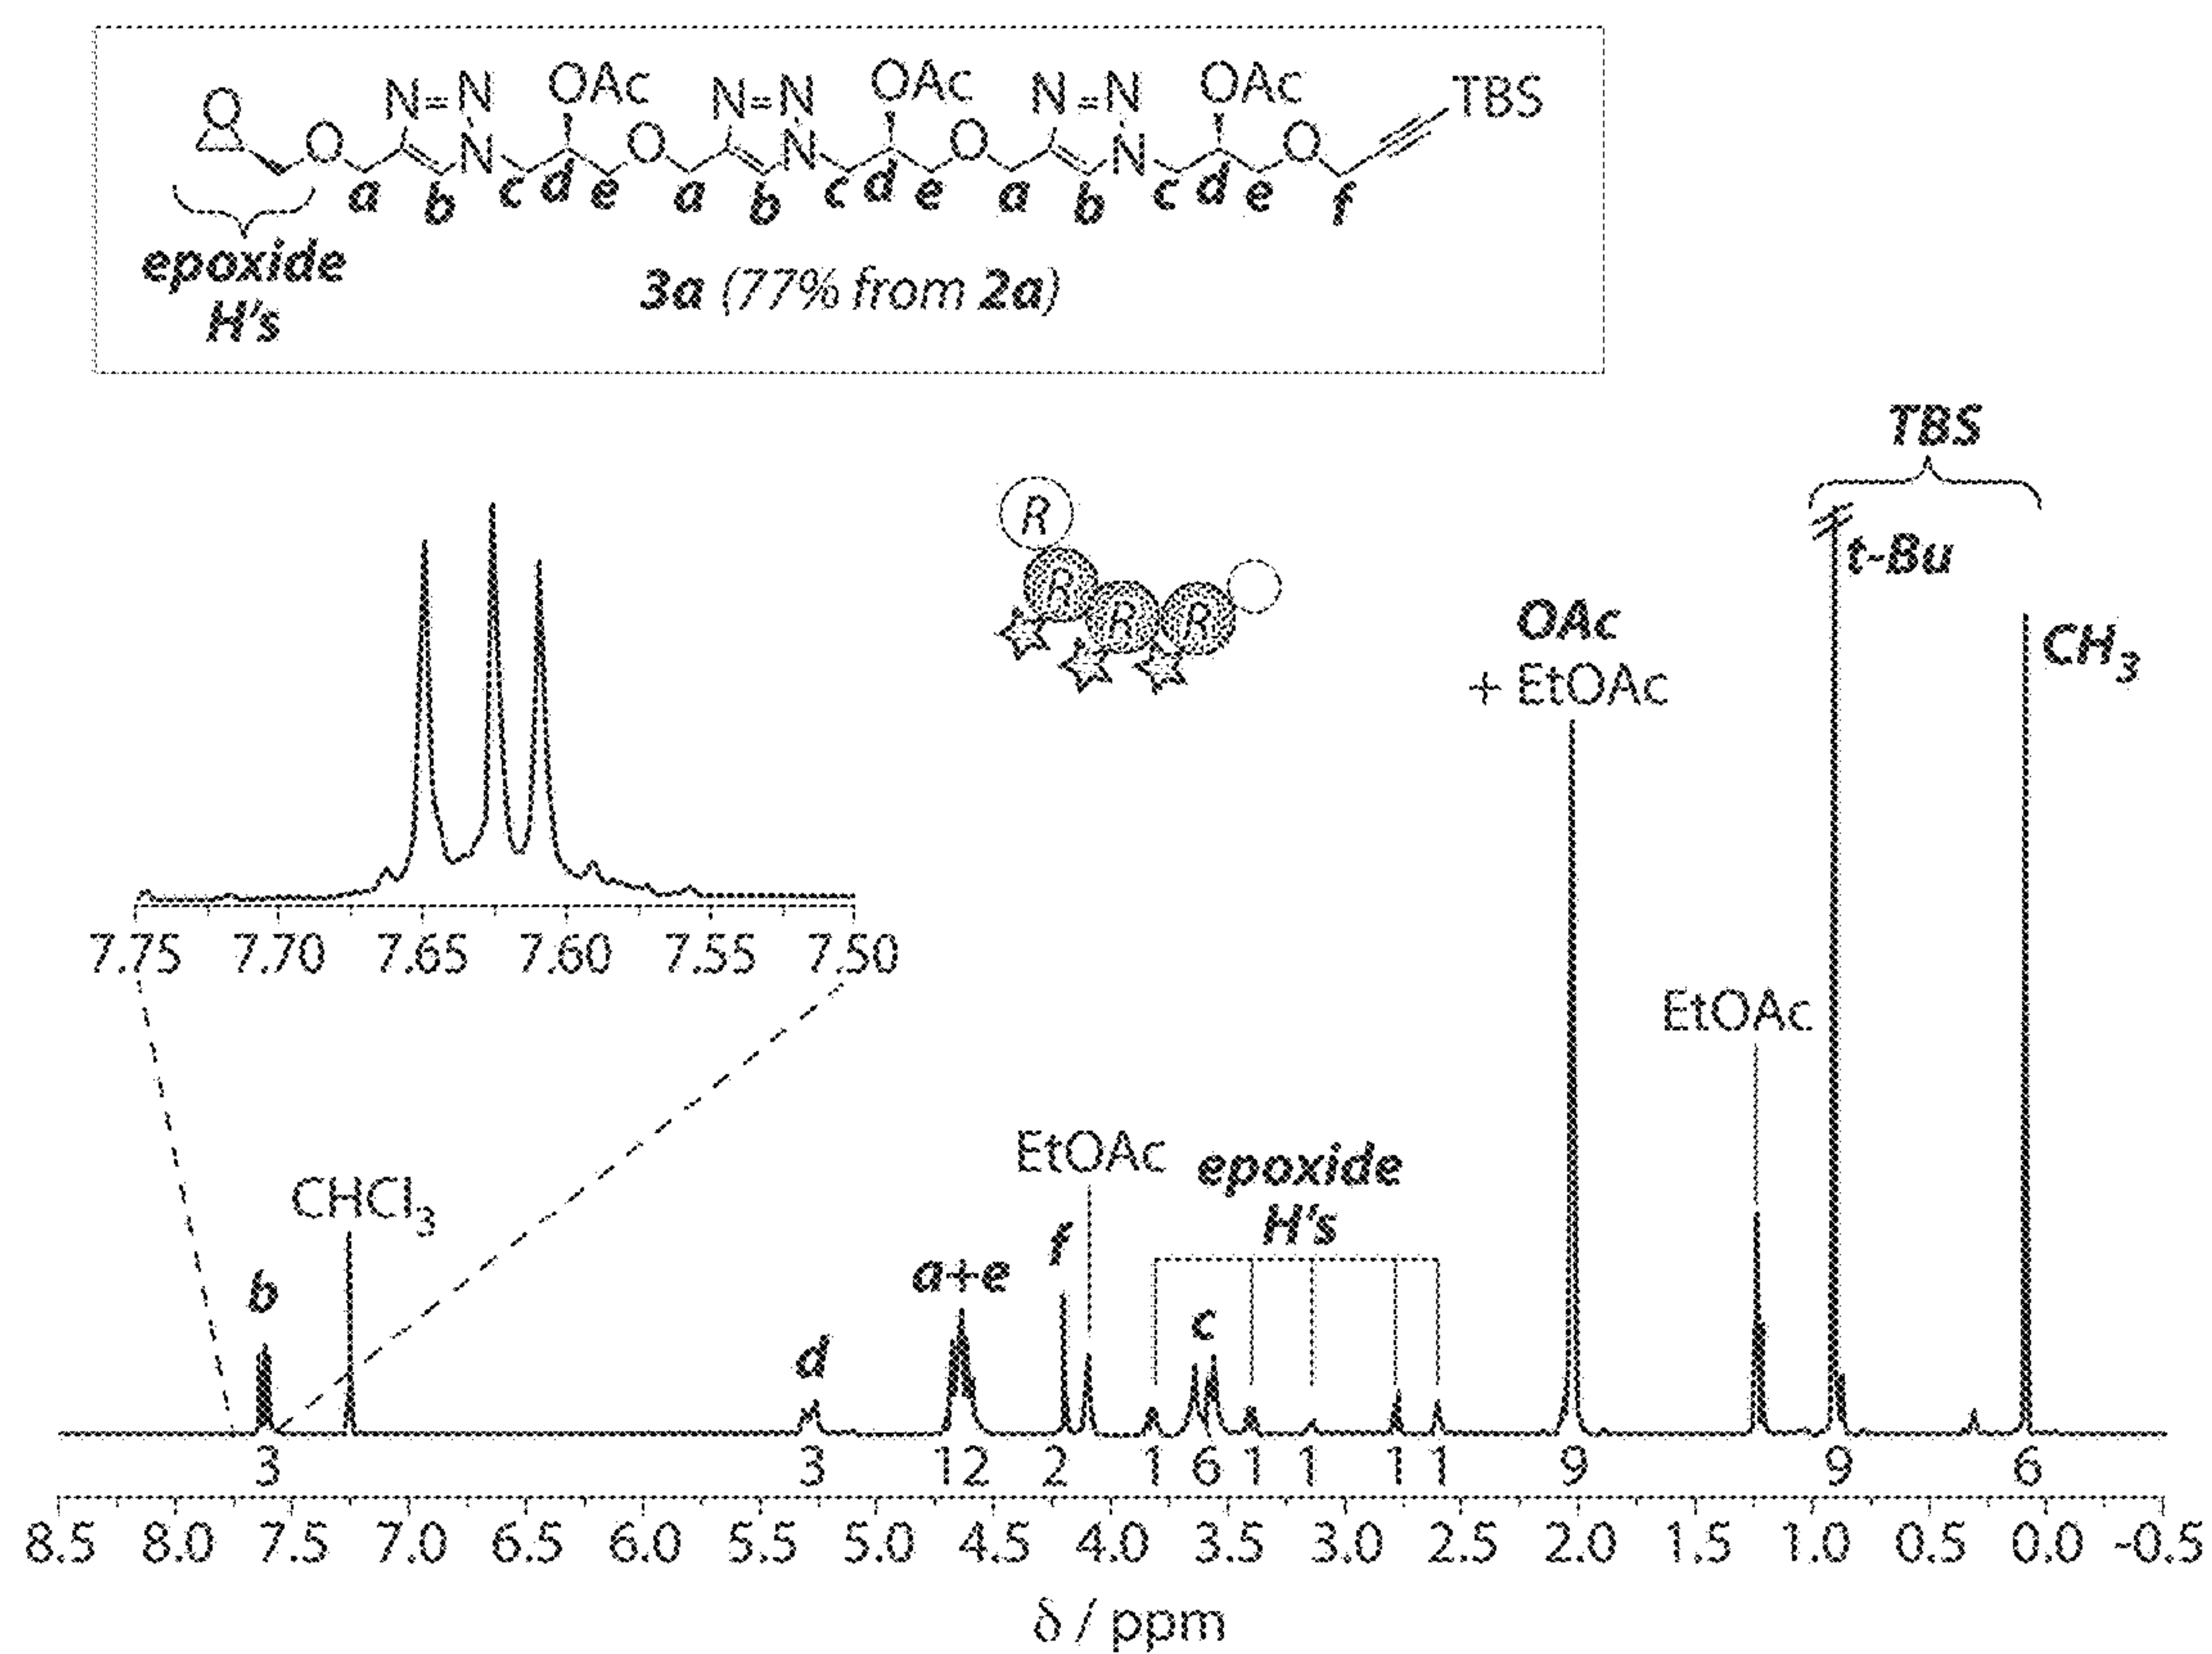 O O N=N N OAc O N=N N OAc O N=N N OAc O TBS
a b c d e a b c d e a b c d e f
epoxide
H's
3a (77% from 2a)
TBS
R
R R R
t-Bu
OAc
+ EtOAc
CH3
7.75 7.70 7.65 7.60 7.55 7.50
EtOAc
CHCl3
EtOAc
epoxide
H's
b
d
a+e
f
c
3 3 12 2 1 6 1 1 1 1 9 9 6
8.5 8.0 7.5 7.0 6.5 6.0 5.5 5.0 4.5 4.0 3.5 3.0 2.5 2.0 1.5 1.0 0.5 0.0 -0.5
δ / ppm